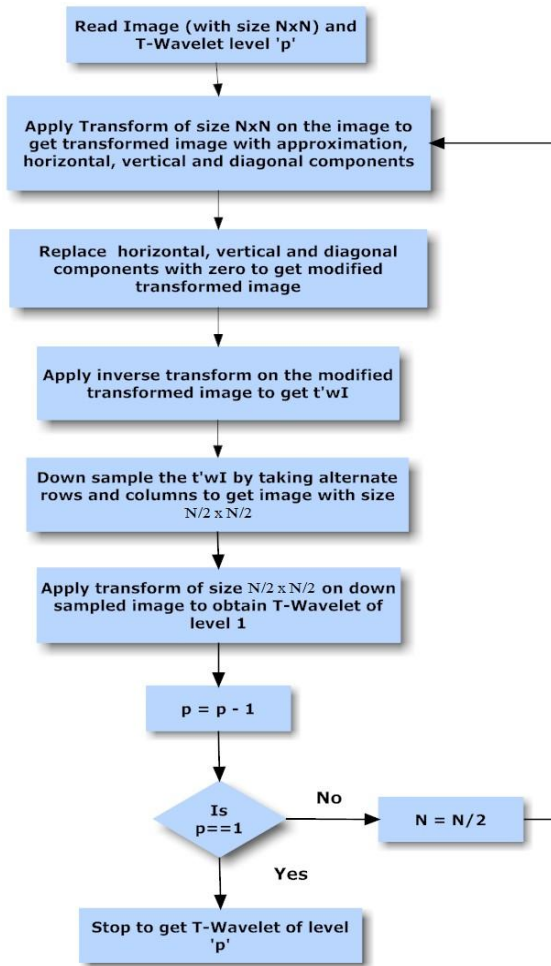 Read Image (with size NxN) and
T-Wavelet level 'p'
Apply Transform of size NxN on the image to
get transformed image with approximation,
horizontal, vertical and diagonal components
Replace horizontal, vertical and diagonal
components with zero to get modified
transformed image
Apply inverse transform on the modified
transformed image to get t'wI
Down sample the t'wI by taking alternate
rows and columns to get image with size
N/2 x N/2
Apply transform of size N/2 x N/2 on down
sampled image to obtain T-Wavelet of
level 1
p = p - 1
Is
p==1
No
N = N/2
Yes
Stop to get T-Wavelet of level
'p'